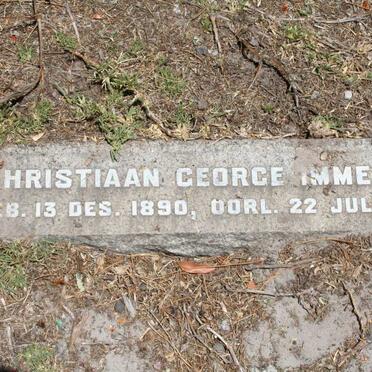 HRISTIAAN GEORGE IMME
B. 13 DES. 1890, OORL. 22 JUL